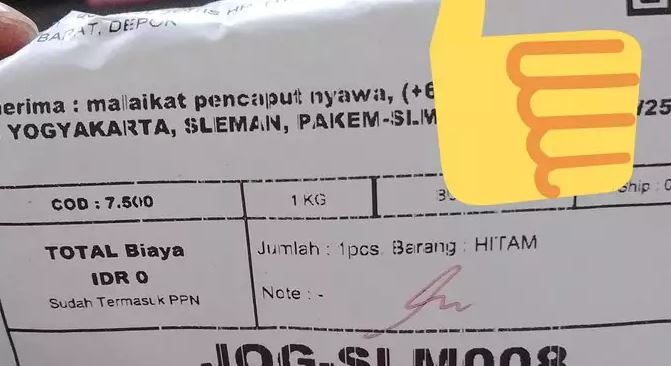 BARAT, DEPOK
erima : malaikat pencaput nyawa, (+6
YOGYAKARTA, SLEMAN, PAKEM-SLM
COD : 7.500
1 KG
ship :
TOTAL Biaya
IDR 0
Sudah Termasuk PPN
Jumlah : 1pcs. Barang : HITAM
Note : -
JOG-SLM008